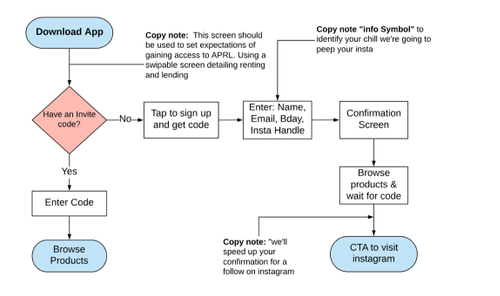 Download App
Copy note: This screen should
be used to set expectations of
gaining access to APRL. Using a
swipable screen detailing renting
and lending
Copy note "info Symbol" to
identify your chill we're going to
peep your insta
Have an Invite
code?
No
Tap to sign up
and get code
Enter: Name,
Email, Bday,
Insta Handle
Confirmation
Screen
Yes
Enter Code
Browse
products &
wait for code
Browse
Products
Copy note: "we'll
speed up your
confirmation for a
follow on instagram
CTA to visit
instagram